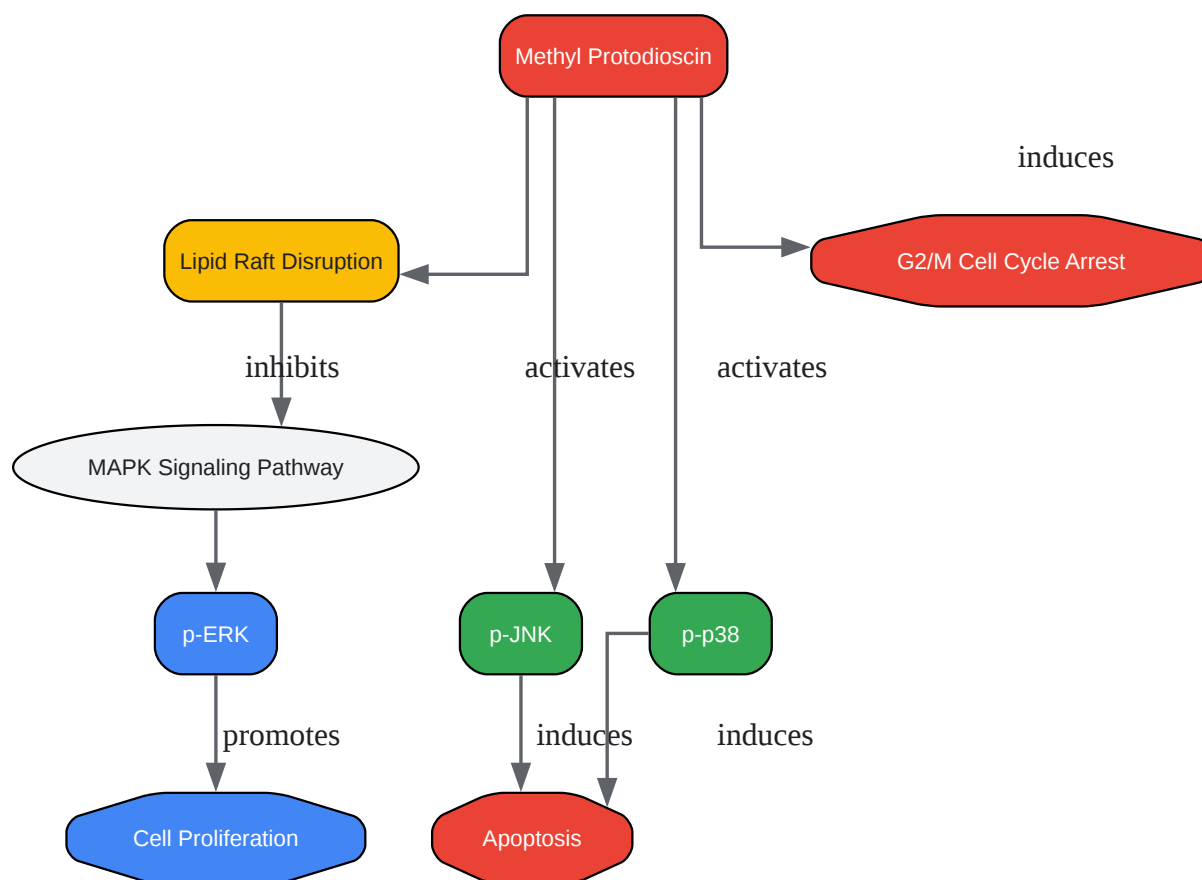 Methyl Protodioscin
induces
Lipid Raft Disruption
G2/M Cell Cycle Arrest
inhibits
activates
activates
MAPK Signaling Pathway
p-ERK
p-JNK
p-p38
promotes
induces
induces
Cell Proliferation
Apoptosis